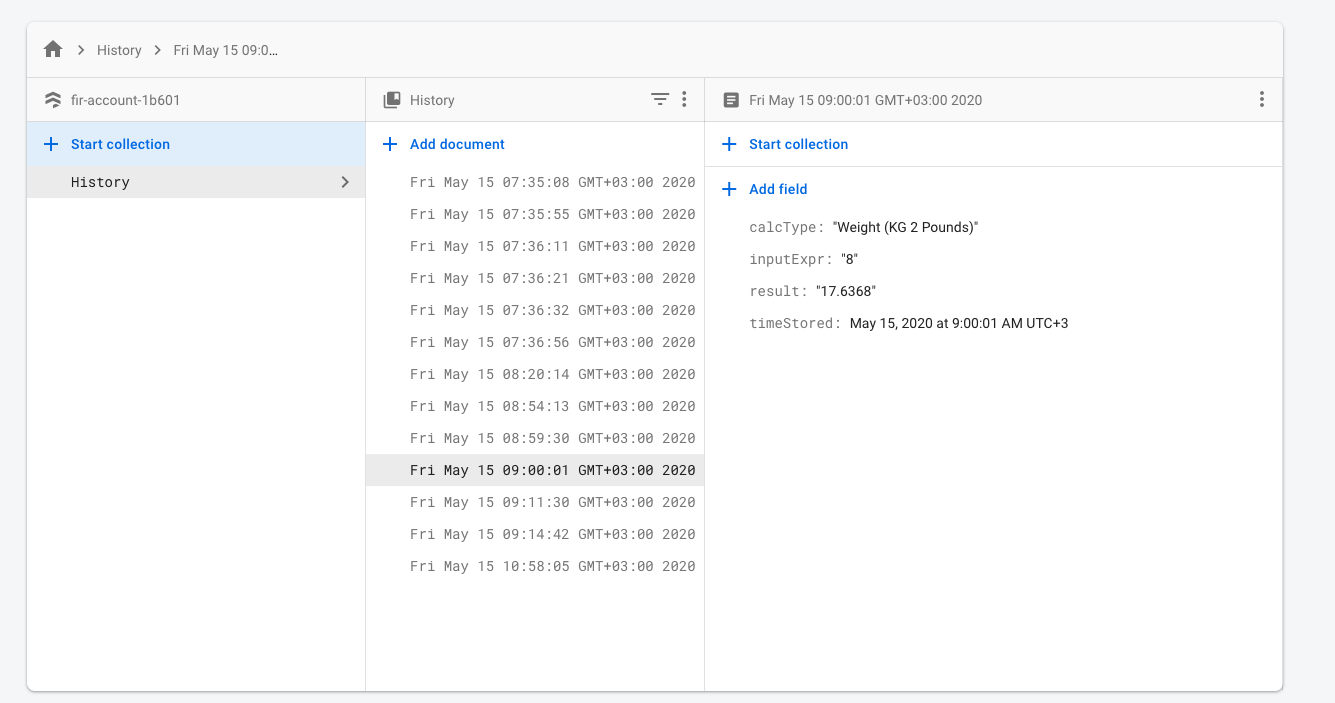 History
Fri May 15 09:0...
fir-account-1b601
Start collection
History
History
Add document
Fri May 15 07:35:08 GMT+03:00 2020
Fri May 15 07:35:55 GMT+03:00 2020
Fri May 15 07:36:11 GMT+03:00 2020
Fri May 15 07:36:21 GMT+03:00 2020
Fri May 15 07:36:32 GMT+03:00 2020
Fri May 15 07:36:56 GMT+03:00 2020
Fri May 15 08:20:14 GMT+03:00 2020
Fri May 15 08:54:13 GMT+03:00 2020
Fri May 15 08:59:30 GMT+03:00 2020
Fri May 15 09:00:01 GMT+03:00 2020
Fri May 15 09:11:30 GMT+03:00 2020
Fri May 15 09:14:42 GMT+03:00 2020
Fri May 15 10:58:05 GMT+03:00 2020
Fri May 15 09:00:01 GMT+03:00 2020
Start collection
Add field
calcType: "Weight (KG 2 Pounds)"
inputExpr: "8"
result: "17.6368"
timeStored: May 15, 2020 at 9:00:01 AM UTC+3